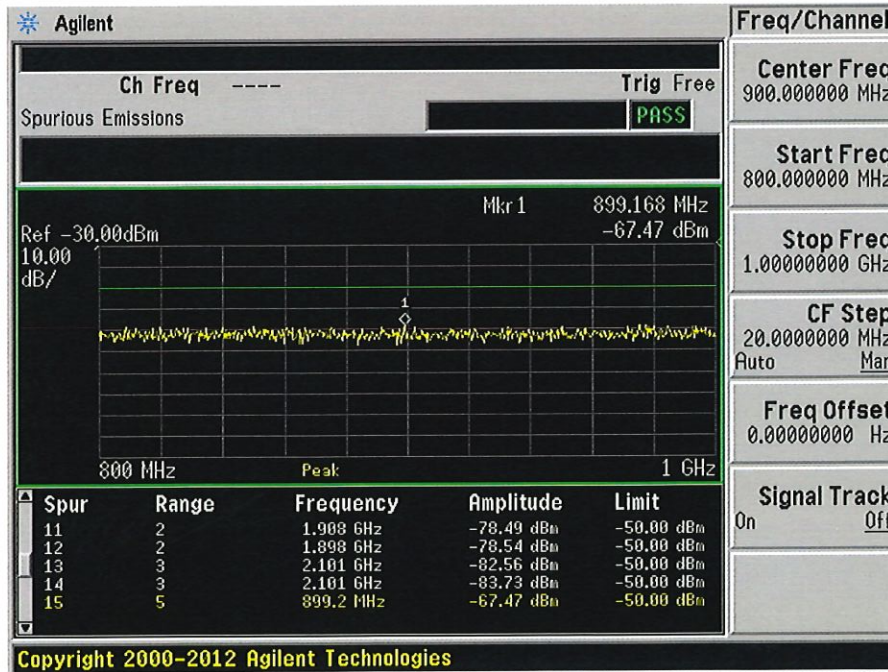 Agilent
Freq/Channel
Ch Freq ----
Trig Free
Spurious Emissions
PASS
Center Freq
900.000000 MHz
Start Freq
800.000000 MHz
Stop Freq
1.00000000 GHz
CF Step
20.0000000 MHz
Auto Man
Freq Offset
0.00000000 Hz
Signal Track
On Off
Mkr1 899.168 MHz
-67.47 dBm
Ref -30.00dBm
10.00
dB/
1
800 MHz Peak 1 GHz
Spur Range Frequency Amplitude Limit
11 2 1.908 GHz -78.49 dBm -50.00 dBm
12 2 1.898 GHz -78.54 dBm -50.00 dBm
13 3 2.101 GHz -82.56 dBm -50.00 dBm
14 3 2.101 GHz -83.73 dBm -50.00 dBm
15 5 899.2 MHz -67.47 dBm -50.00 dBm
Copyright 2000-2012 Agilent Technologies